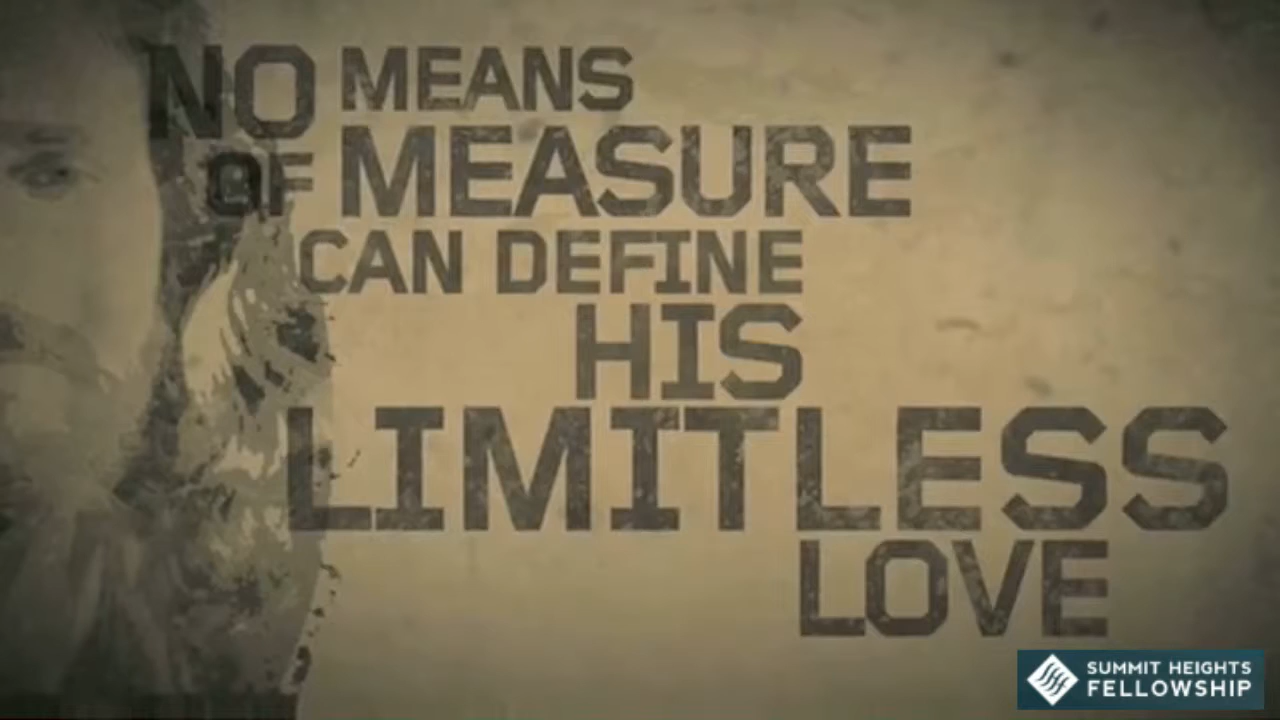 NO MEANS
OF MEASURE
CAN DEFINE
HIS
LIMITLESS
LOVE
SUMMIT HEIGHTS
FELLOWSHIP